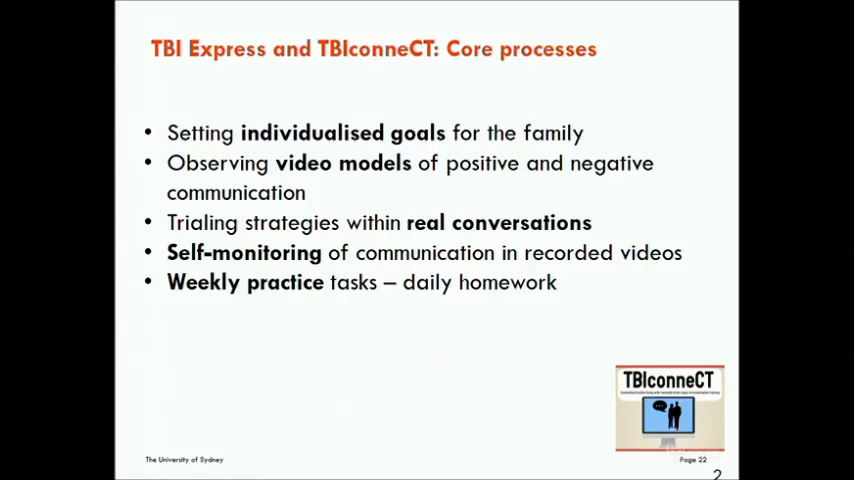 TBI Express and TBIconneCT: Core processes
• Setting individualised goals for the family
• Observing video models of positive and negative
communication
• Trialing strategies within real conversations
• Self-monitoring of communication in recorded videos
• Weekly practice tasks – daily homework
TBIconneCT
The University of Sydney
Page 22
2